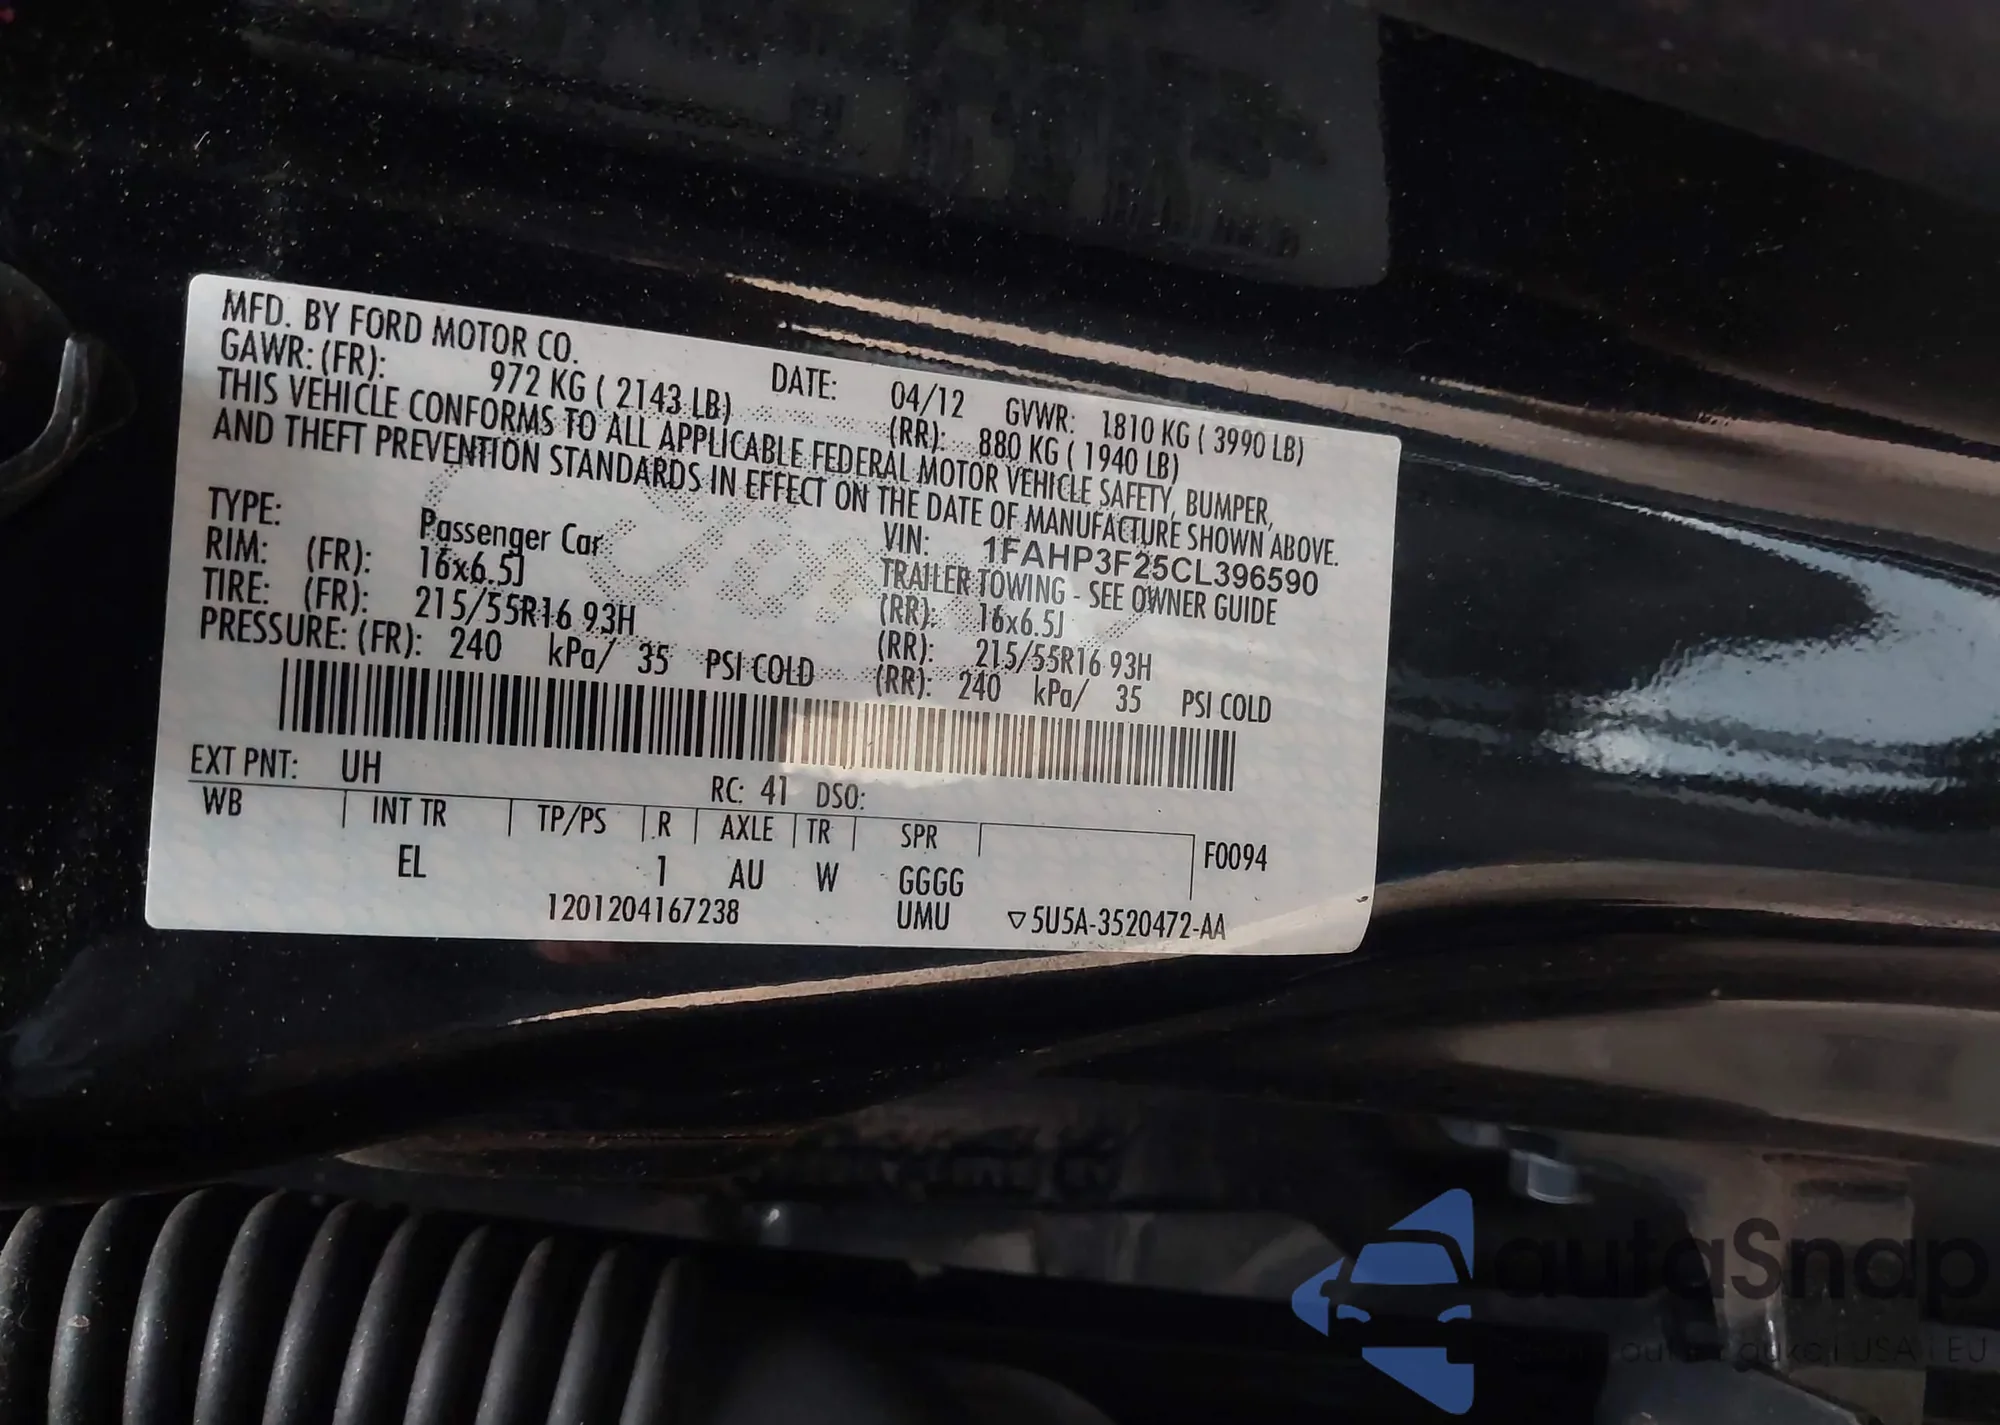 MFD. BY FORD MOTOR CO. DATE: 04/12 GVWR: 1810 KG ( 3990 LB)
GAWR: (FR): 972 KG ( 2143 LB) (RR): 880 KG ( 1940 LB)
THIS VEHICLE CONFORMS TO ALL APPLICABLE FEDERAL MOTOR VEHICLE SAFETY, BUMPER,
AND THEFT PREVENTION STANDARDS IN EFFECT ON THE DATE OF MANUFACTURE SHOWN ABOVE.
VIN: 1FAHP3F25CL396590
TYPE: Passenger Car TRAILER TOWING - SEE OWNER GUIDE
RIM: (FR): 16x6.5J (RR): 16x6.5J
TIRE: (FR): 215/55R16 93H (RR): 215/55R16 93H
PRESSURE: (FR): 240 kPa/ 35 PSI COLD (RR): 240 kPa/ 35 PSI COLD
EXT PNT: UH RC: 41 DSO:
WB INT TR TP/PS R AXLE TR SPR F0094
EL 1 AU W GGGG
1201204167238 UMU ▽5U5A-3520472-AA
autaSnap
USA i EU